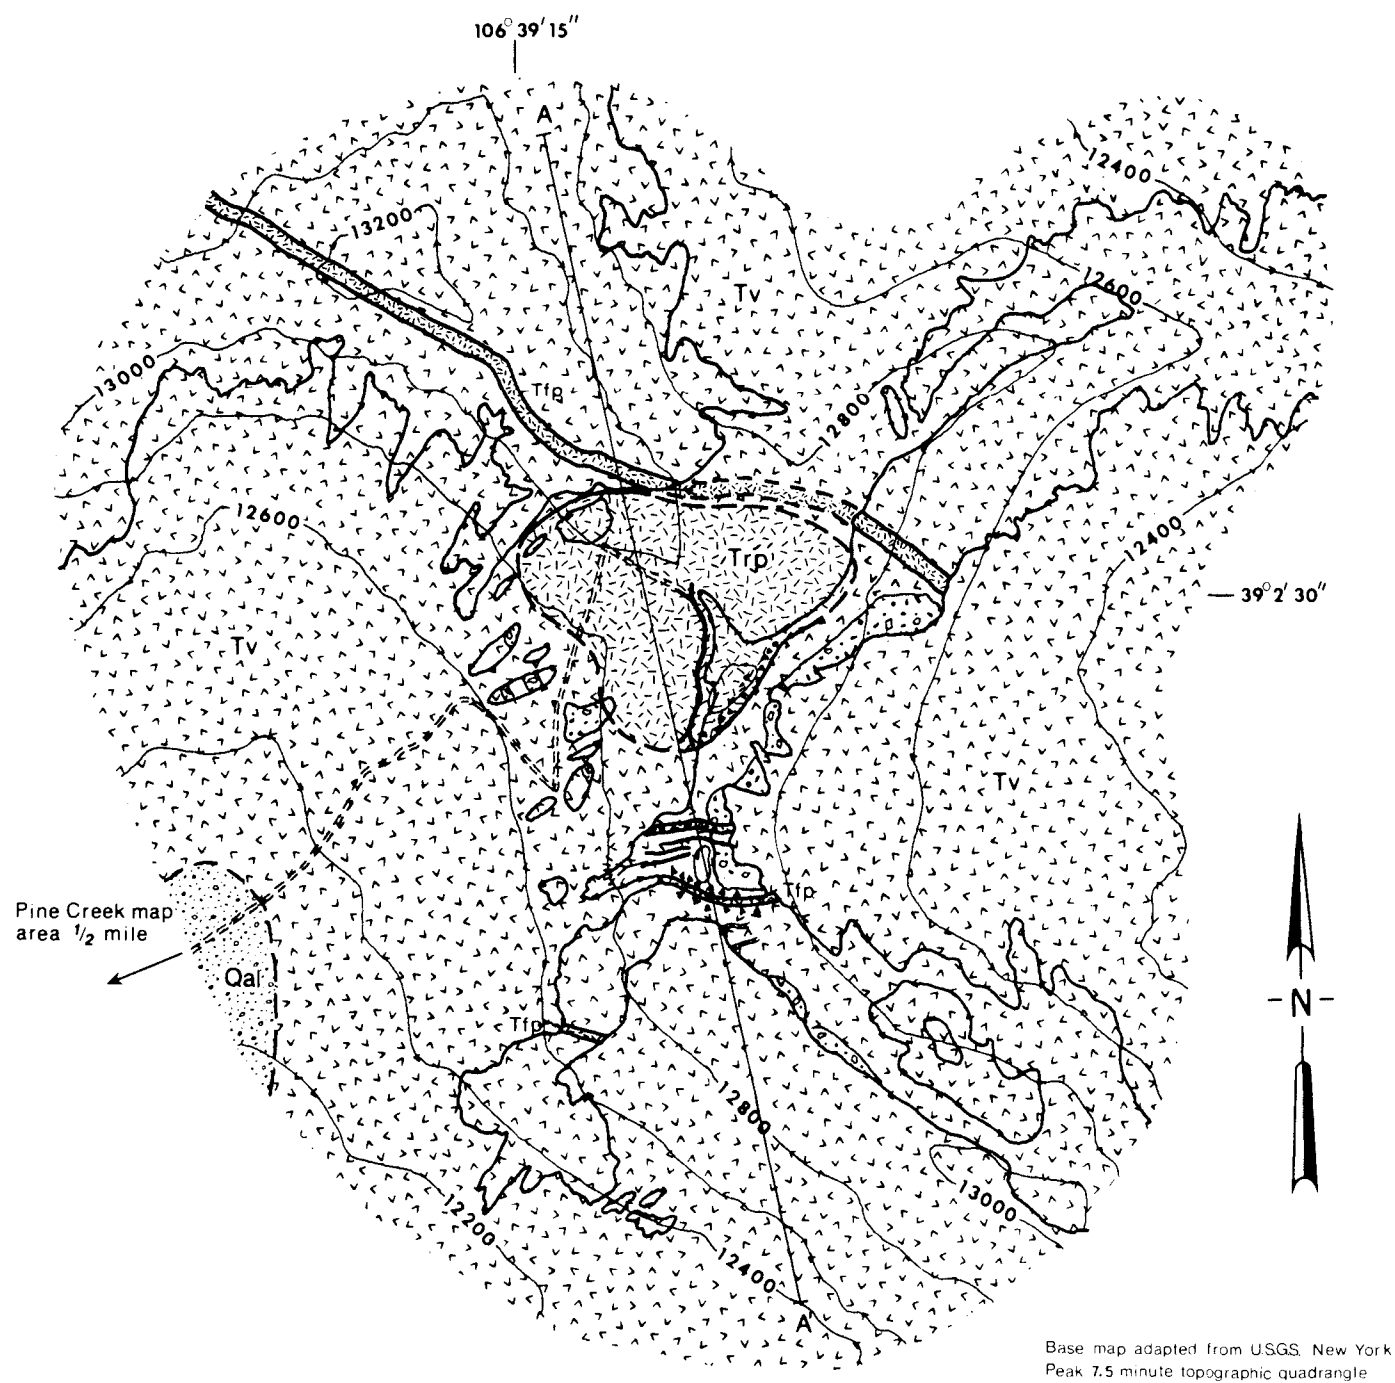 106° 39' 15"
A
12400
13200
12600
Tv
13000
Tfp
12800
12600
12400
Trp
39° 2' 30"
Tv
Tv
Tfp
Pine Creek map
area 1/2 mile
Qal
N
Tfp
12800
13000
12200
12400
A'
Base map adapted from U.S.G.S. New York
Peak 7.5 minute topographic quadrangle